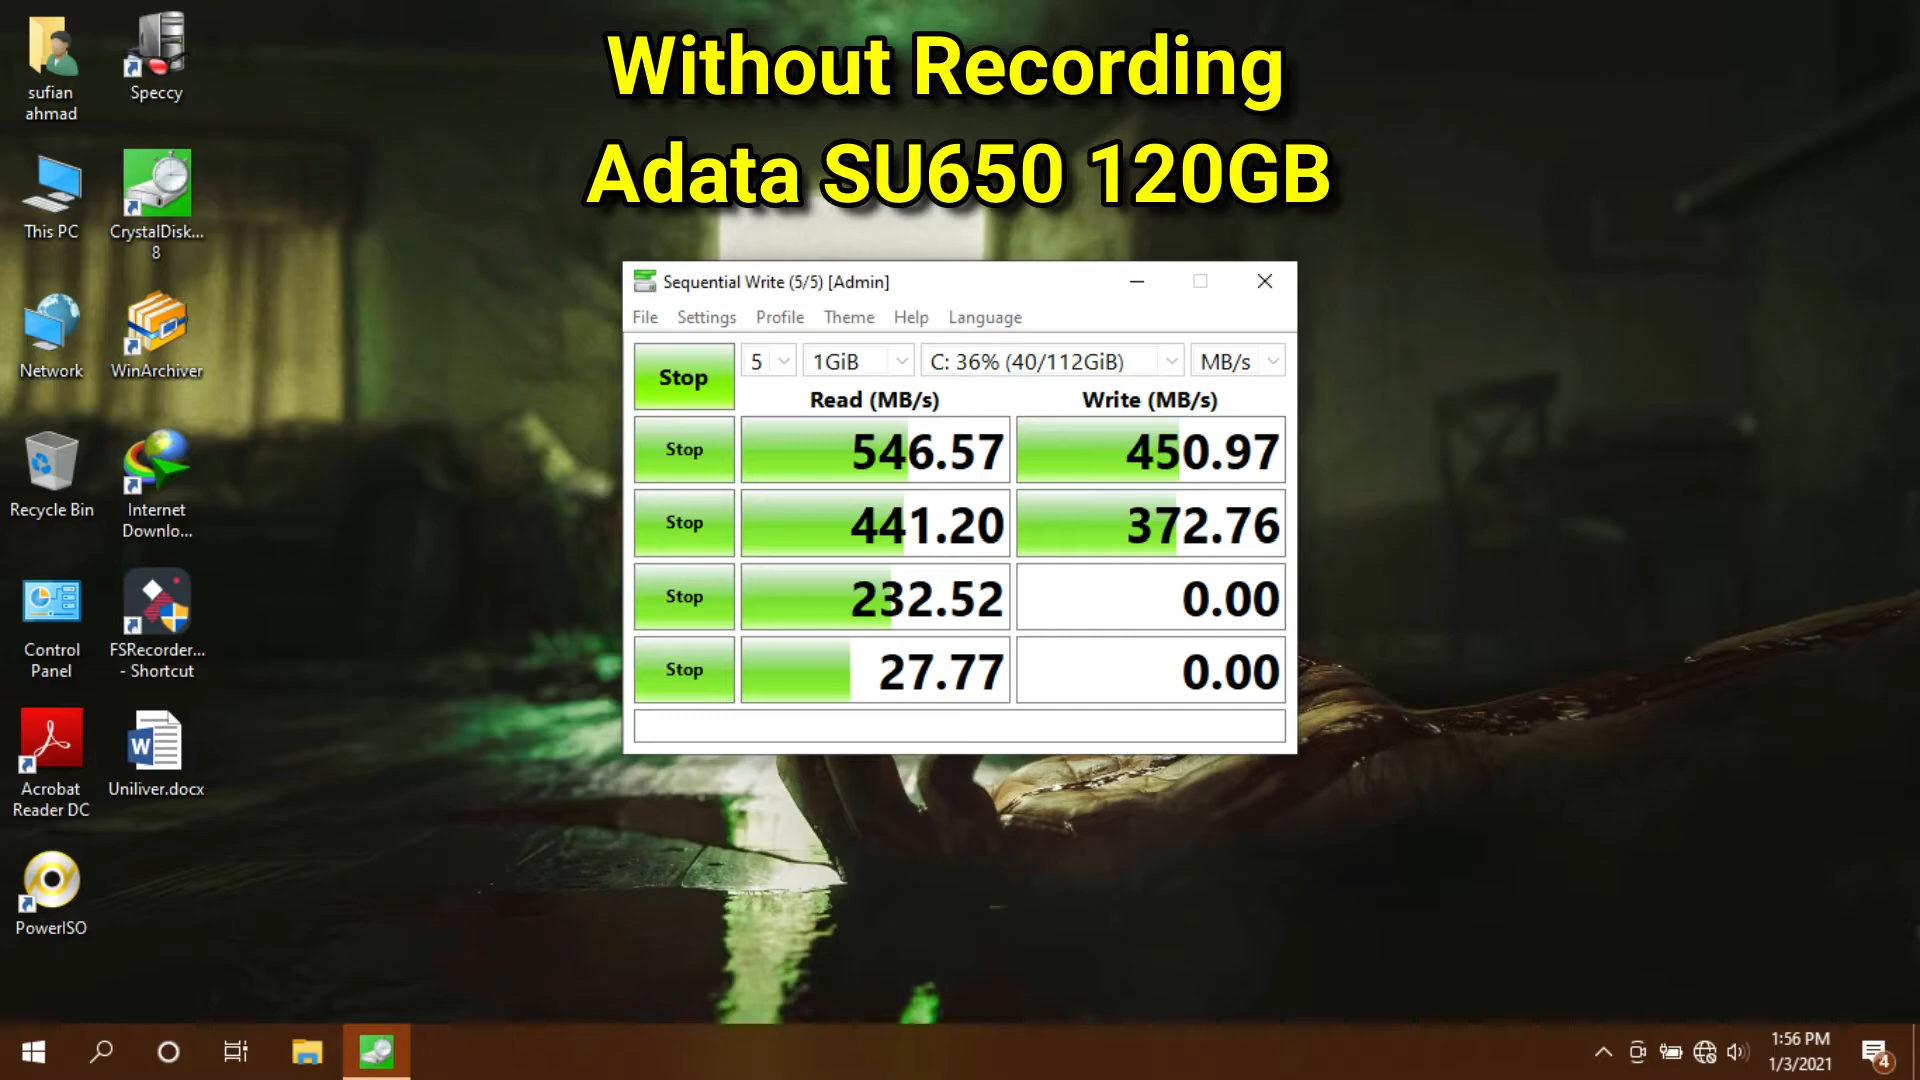 Without Recording
Adata SU650 120GB
sufian
ahmad
Speccy
This PC
CrystalDisk...
8
Network
WinArchiver
Recycle Bin
Internet
Downlo...
Control
Panel
FSRecorder...
- Shortcut
Acrobat
Reader DC
Uniliver.docx
PowerISO
Sequential Write (5/5) [Admin]
File Settings Profile Theme Help Language
Stop 5 1GiB C: 36% (40/112GiB) MB/s
Read (MB/s) Write (MB/s)
Stop 546.57 450.97
Stop 441.20 372.76
Stop 232.52 0.00
Stop 27.77 0.00
1:56 PM
1/3/2021
4